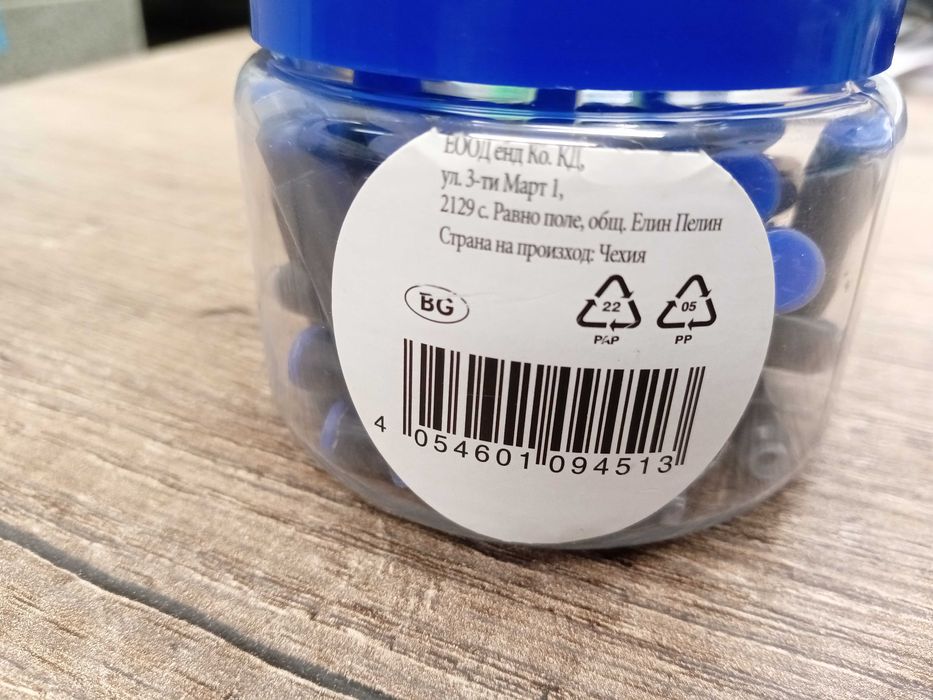 ЕООД енд Ко. КД,
ул. 3-ти Март 1,
2129 с. Равно поле, общ. Елин Пелин
Страна на произход: Чехия
BG
22
PAP
05
PP
4 054601 094513